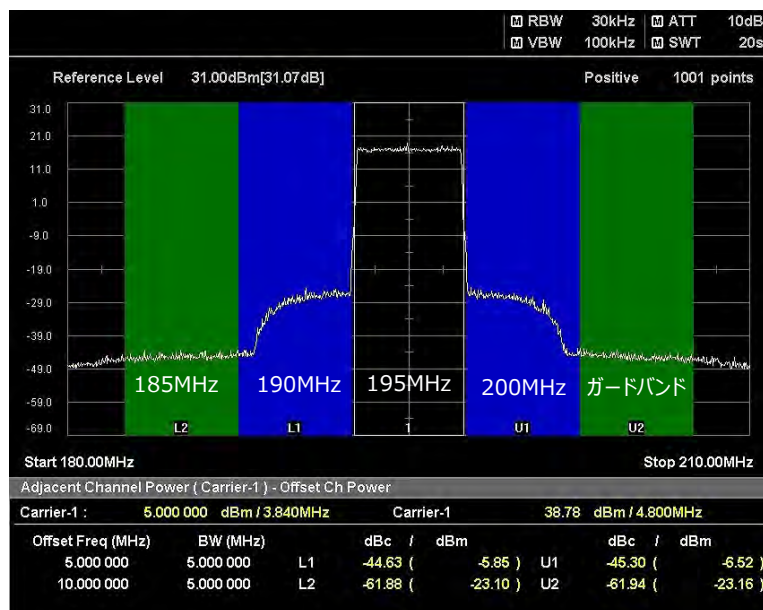 M RBW 30kHz M ATT 10dB
M VBW 100kHz M SWT 20s
Reference Level 31.00dBm[31.07dB] Positive 1001 points
31.0
21.0
11.0
1.0
-9.0
-19.0
-29.0
-39.0
-49.0
-59.0
-69.0
185MHz 190MHz 195MHz 200MHz ガードバンド
L2 L1 1 U1 U2
Start 180.00MHz Stop 210.00MHz
Adjacent Channel Power ( Carrier-1 ) - Offset Ch Power
Carrier-1 : 5.000 000 dBm / 3.840MHz Carrier-1 38.78 dBm / 4.800MHz
Offset Freq (MHz) BW (MHz) dBc / dBm dBc / dBm
5.000 000 5.000 000 L1 -44.63 ( -5.85 ) U1 -45.30 ( -6.52 )
10.000 000 5.000 000 L2 -61.88 ( -23.10 ) U2 -61.94 ( -23.16 )